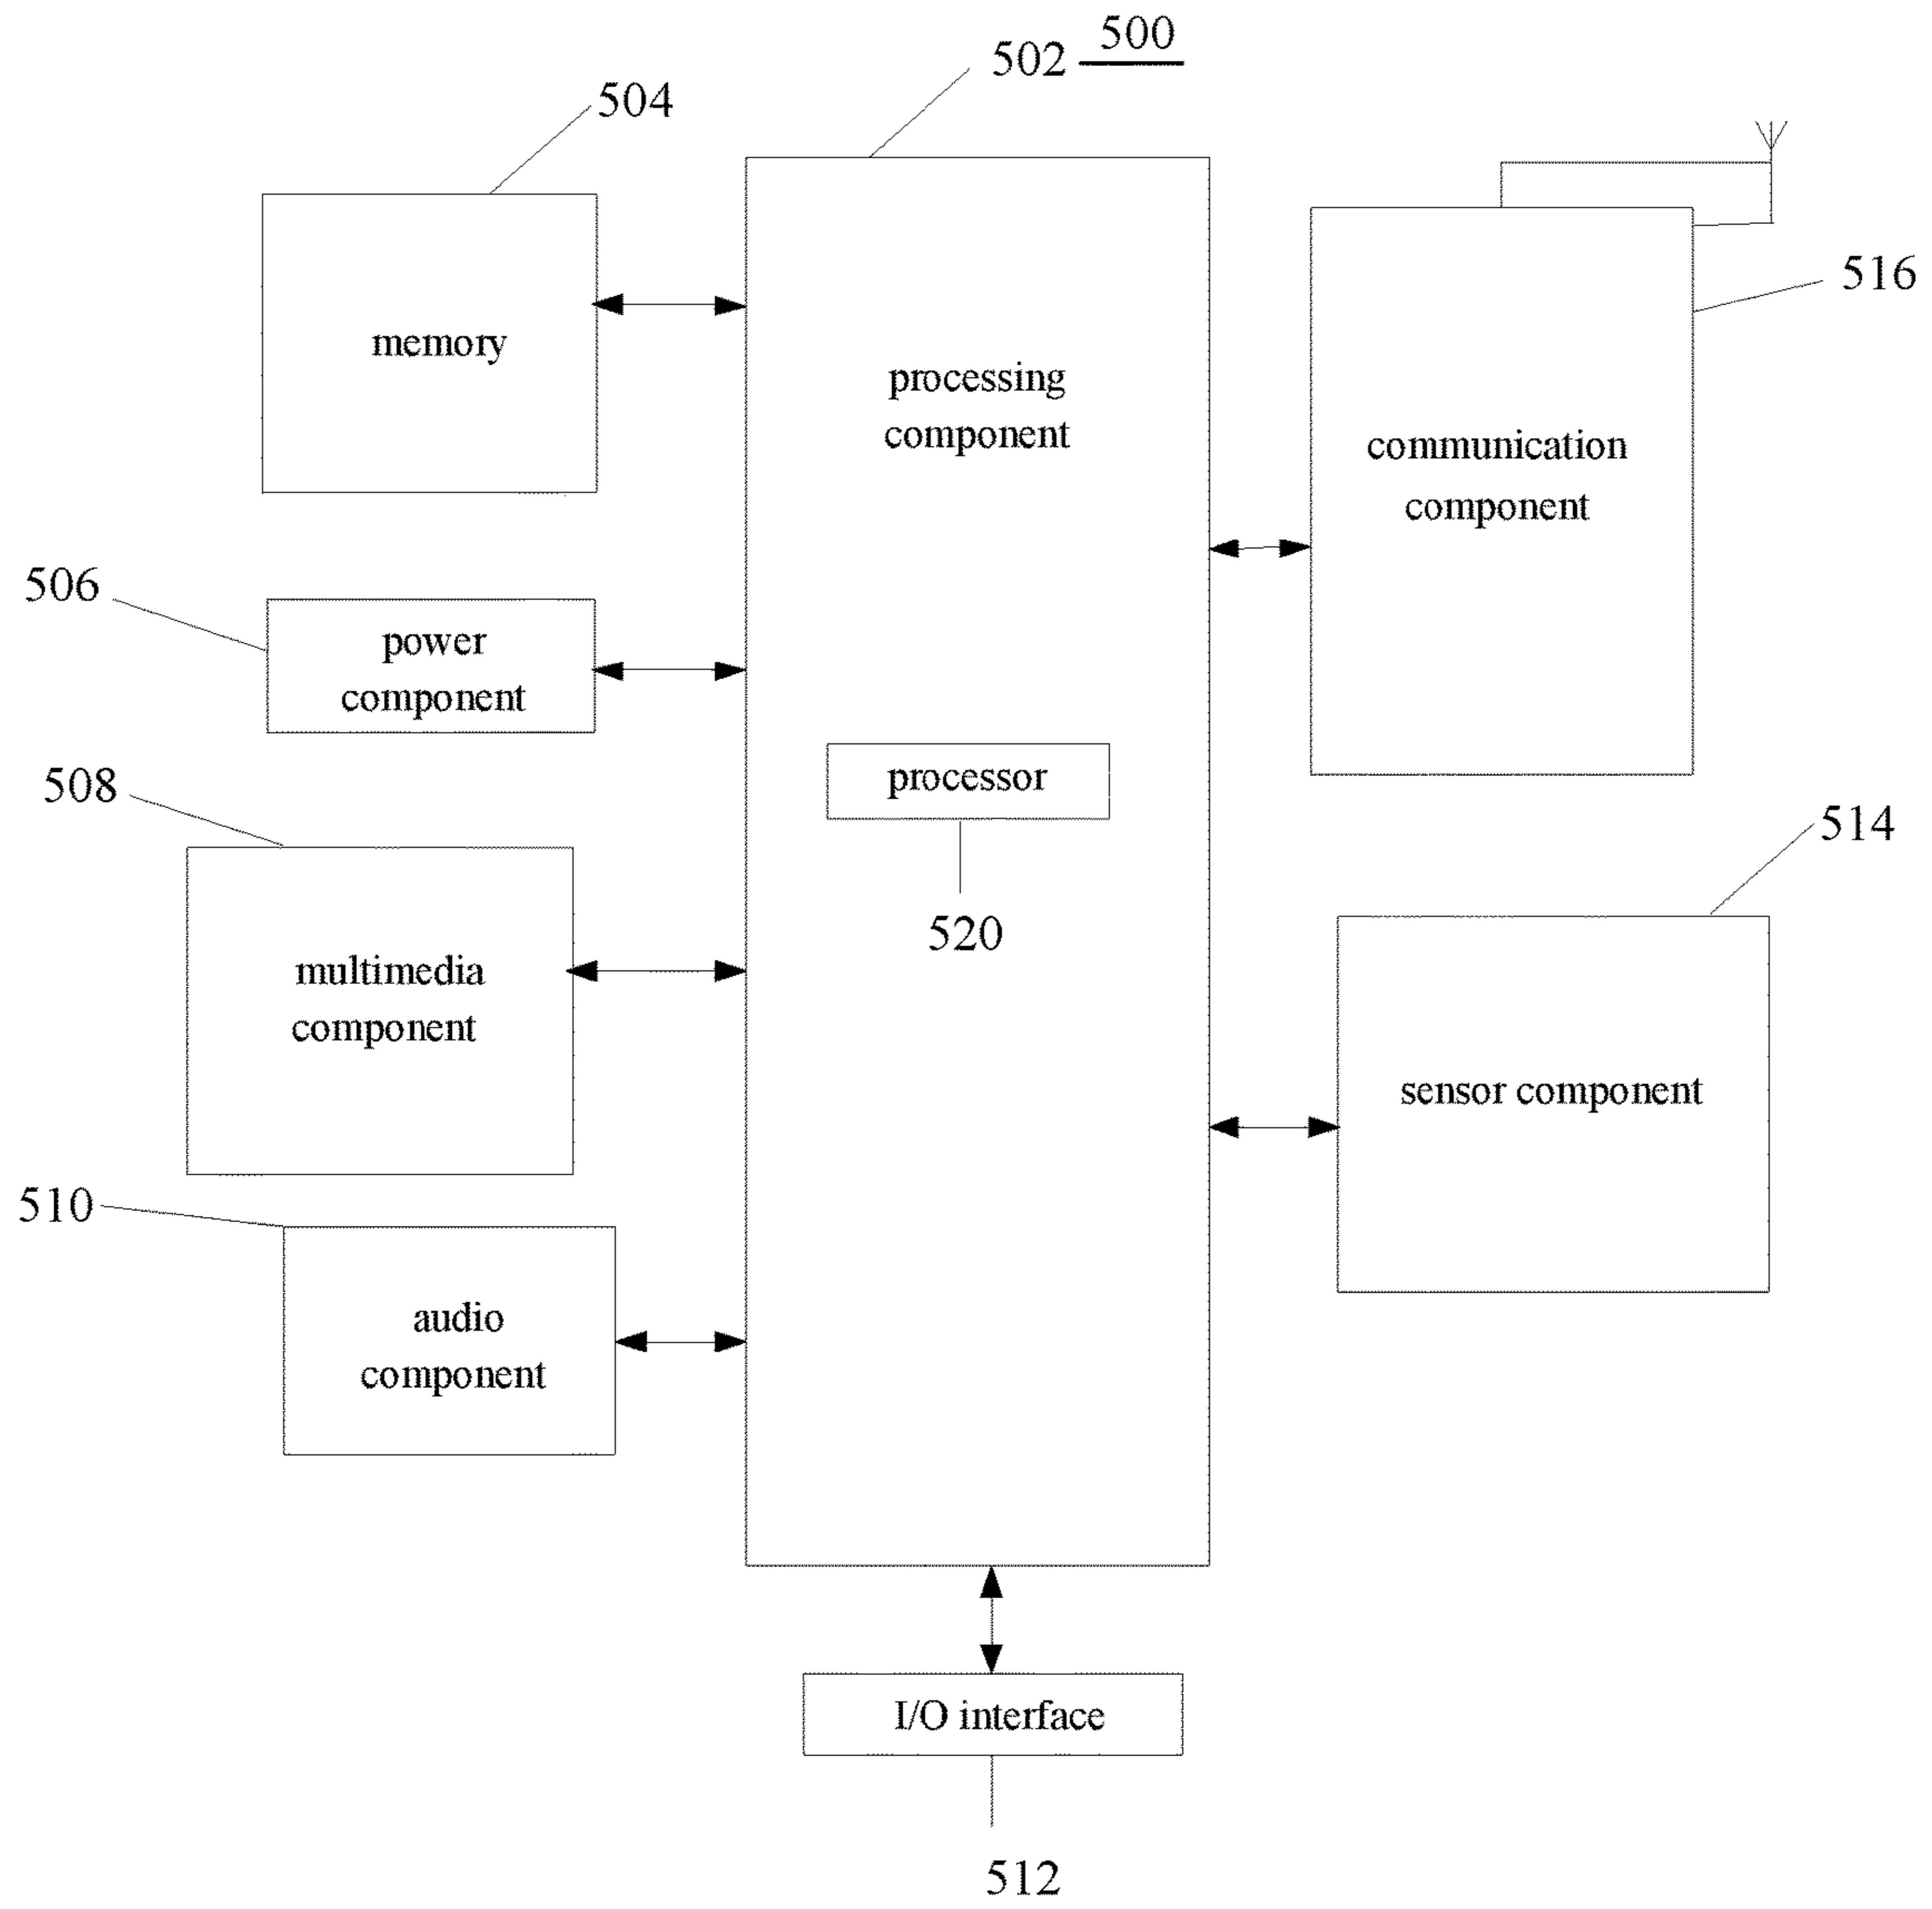 500
502
504
memory
processing
component
516
communication
component
506
power
component
processor
508
514
520
multimedia
component
sensor component
510
audio
component
I/O interface
512